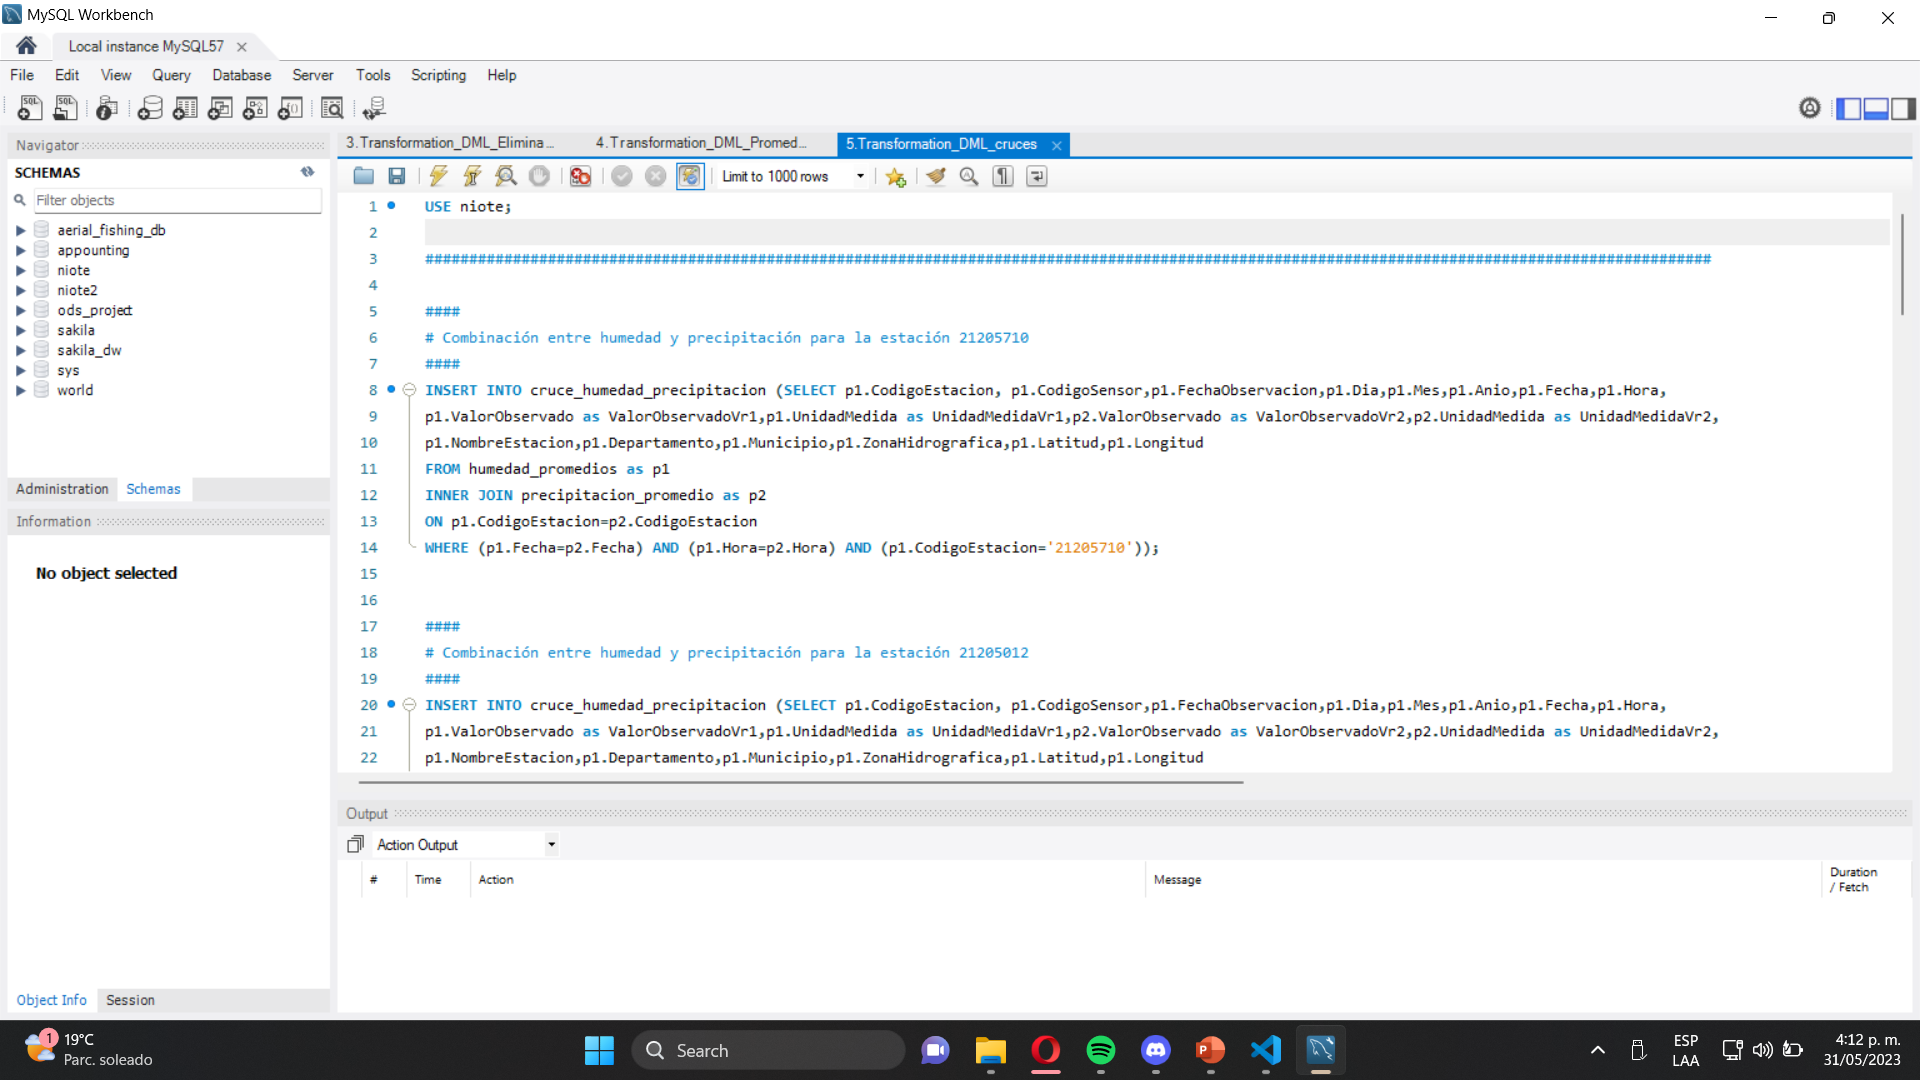 MySQL Workbench
Local instance MySQL57
File Edit View Query Database Server Tools Scripting Help
Navigator
SCHEMAS
Filter objects
aerial_fishing_db
appounting
niote
niote2
ods_project
sakila
sakila_dw
sys
world
Administration Schemas
Information
No object selected
Object Info Session
3.Transformation_DML_Elimina... 4.Transformation_DML_Promed... 5.Transformation_DML_cruces
Limit to 1000 rows
1 USE niote;
2
3 ###################################################################################################################################################
4
5 ####
6 # Combinación entre humedad y precipitación para la estación 21205710
7 ####
8 INSERT INTO cruce_humedad_precipitacion (SELECT p1.CodigoEstacion, p1.CodigoSensor,p1.FechaObservacion,p1.Dia,p1.Mes,p1.Anio,p1.Fecha,p1.Hora,
9 p1.ValorObservado as ValorObservadoVr1,p1.UnidadMedida as UnidadMedidaVr1,p2.ValorObservado as ValorObservadoVr2,p2.UnidadMedida as UnidadMedidaVr2,
10 p1.NombreEstacion,p1.Departamento,p1.Municipio,p1.ZonaHidrografica,p1.Latitud,p1.Longitud
11 FROM humedad_promedios as p1
12 INNER JOIN precipitacion_promedio as p2
13 ON p1.CodigoEstacion=p2.CodigoEstacion
14 WHERE (p1.Fecha=p2.Fecha) AND (p1.Hora=p2.Hora) AND (p1.CodigoEstacion='21205710'));
15
16
17 ####
18 # Combinación entre humedad y precipitación para la estación 21205012
19 ####
20 INSERT INTO cruce_humedad_precipitacion (SELECT p1.CodigoEstacion, p1.CodigoSensor,p1.FechaObservacion,p1.Dia,p1.Mes,p1.Anio,p1.Fecha,p1.Hora,
21 p1.ValorObservado as ValorObservadoVr1,p1.UnidadMedida as UnidadMedidaVr1,p2.ValorObservado as ValorObservadoVr2,p2.UnidadMedida as UnidadMedidaVr2,
22 p1.NombreEstacion,p1.Departamento,p1.Municipio,p1.ZonaHidrografica,p1.Latitud,p1.Longitud
Output
Action Output
# Time Action Message Duration / Fetch
1
19°C
Parc. soleado
Search
ESP
LAA
4:12 p. m.
31/05/2023